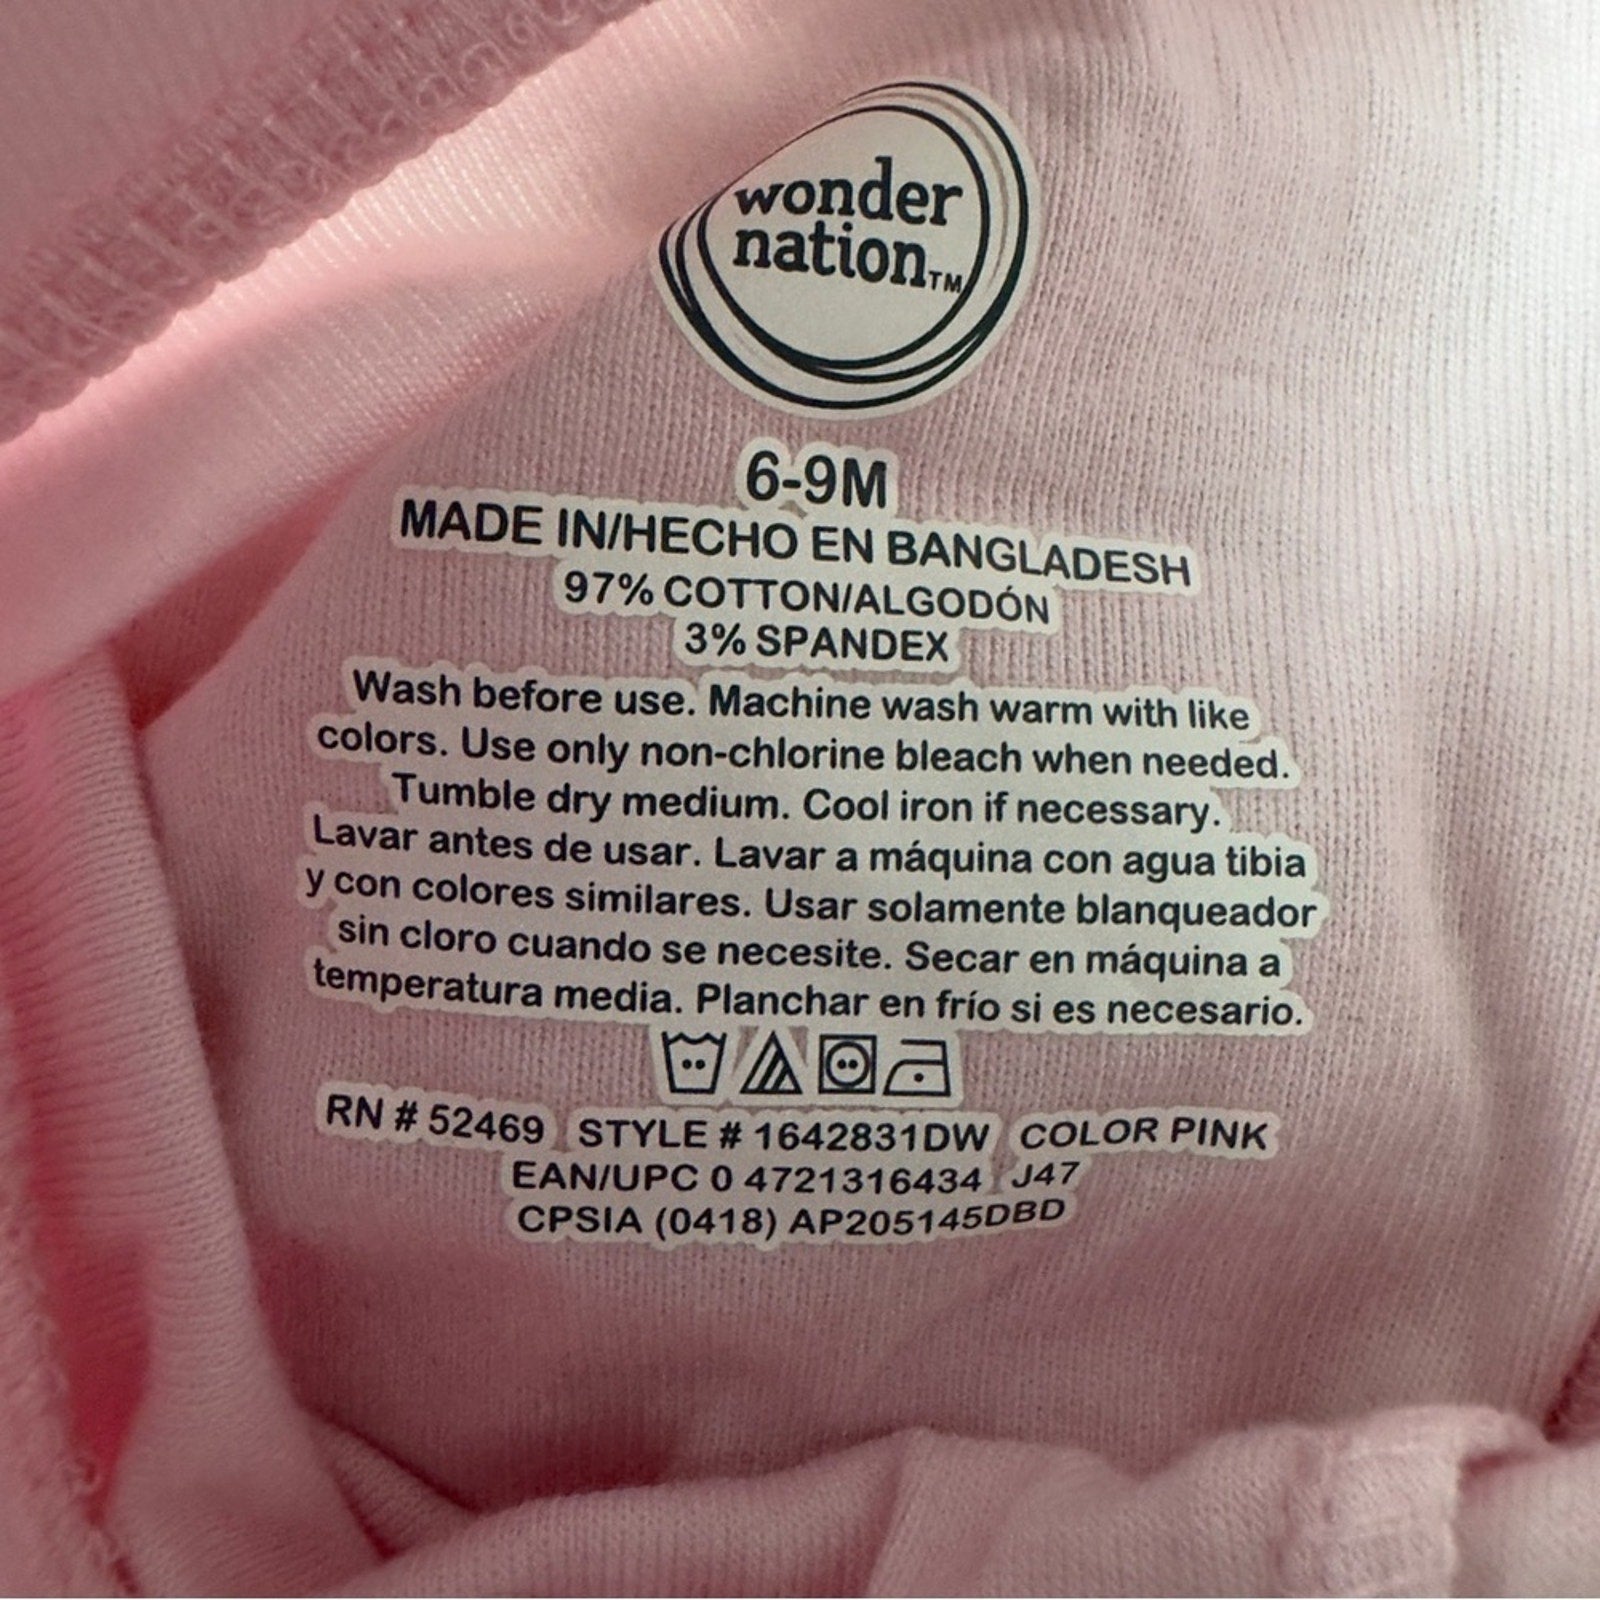 wonder
nation™
6-9M
MADE IN/HECHO EN BANGLADESH
97% COTTON/ALGODÓN
3% SPANDEX
Wash before use. Machine wash warm with like
colors. Use only non-chlorine bleach when needed.
Tumble dry medium. Cool iron if necessary.
Lavar antes de usar. Lavar a máquina con agua tibia
y con colores similares. Usar solamente blanqueador
sin cloro cuando se necesite. Secar en máquina a
temperatura media. Planchar en frío si es necesario.
RN # 52469 STYLE # 1642831DW COLOR PINK
EAN/UPC 0 4721316434 J47
CPSIA (0418) AP205145DBD